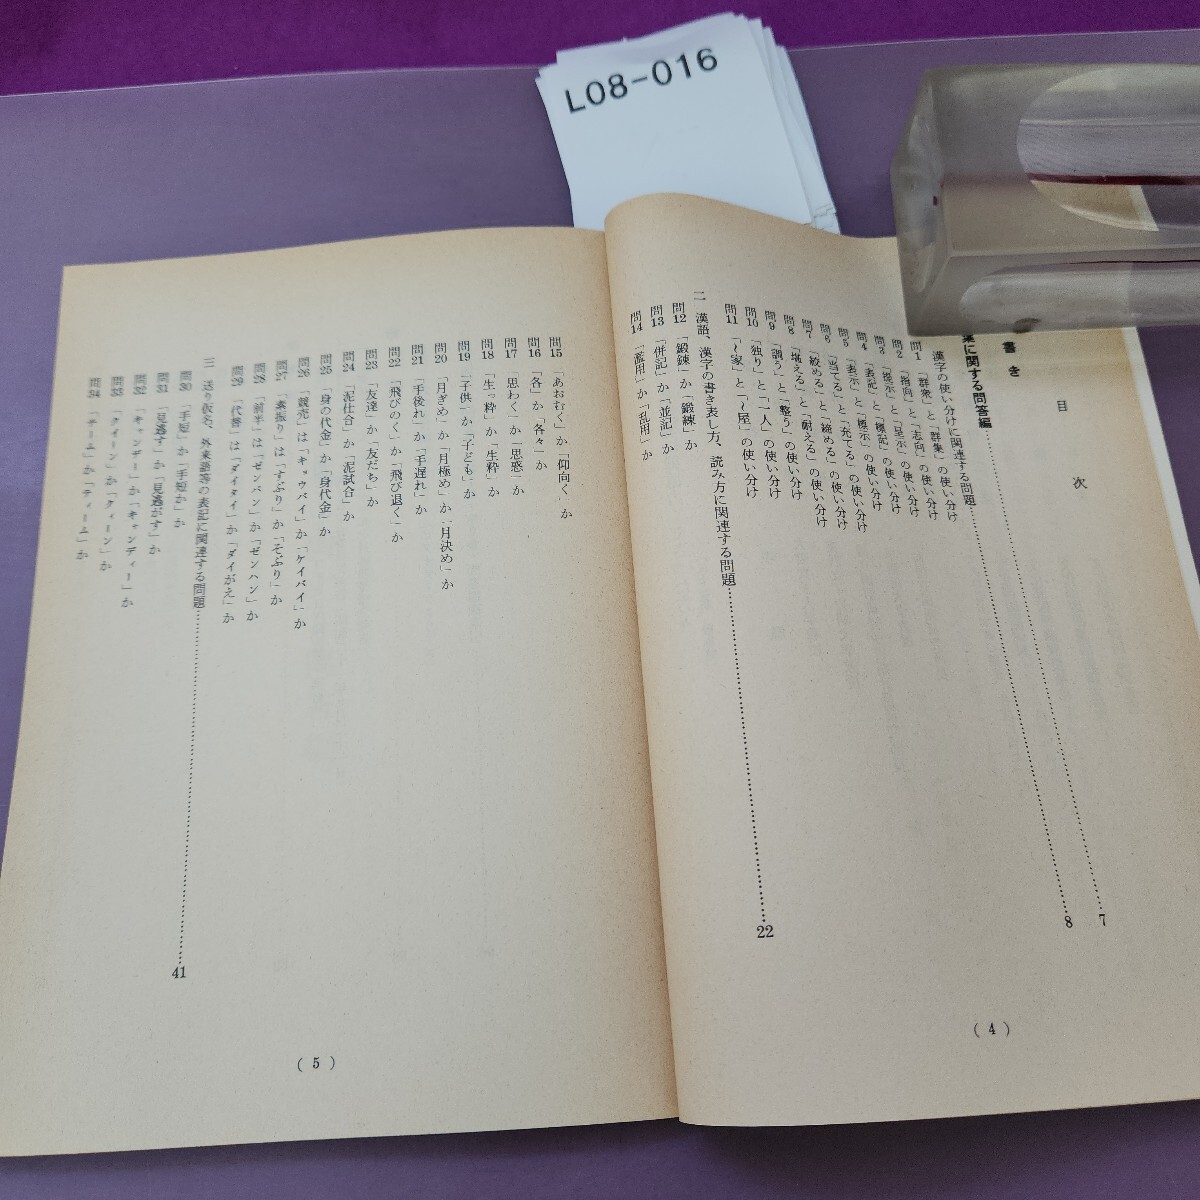 L08-016
目次
書き
7
集に関する問答編
8
漢字の使い分けに関連する問題
問1 「群衆」と「群集」の使い分け
問2 「指向」と「志向」の使い分け
問3 「提示」と「呈示」の使い分け
問4 「表記」と「標記」の使い分け
問5 「表示」と「標示」の使い分け
問6 「当てる」と「充てる」の使い分け
問7 「絞める」と「締める」の使い分け
問8 「堪える」と「耐える」の使い分け
問9 「調う」と「整う」の使い分け
問10 「独り」と「一人」の使い分け
問11 「〜家」と「〜屋」の使い分け
二 漢語、漢字の書き表し方、読み方に関連する問題
22
問12 「鍛錬」か「鍛練」か
問13 「併記」か「並記」か
問14 「濫用」か「乱用」か
(4)
問15 「あおむく」か「仰向く」か
問16 「各」か「各々」か
問17 「思わく」か「思惑」か
問18 「生っ粋」か「生粋」か
問19 「子供」か「子ども」か
問20 「月ぎめ」か「月極め」か「月決め」か
問21 「手後れ」か「手遅れ」か
問22 「飛びのく」か「飛び退く」か
問23 「友達」か「友だち」か
問24 「泥仕合」か「泥試合」か
問25 「身の代金」か「身代金」か
問26 「競売」は「キョウバイ」か「ケイバイ」か
問27 「素振り」は「すぶり」か「そぶり」か
問28 「前半」は「ゼンパン」か「ゼンハン」か
問29 「代替」は「ダイタイ」か「ダイがえ」か
三 送り仮名、外来語等の表記に関連する問題
41
問30 「手短」か「手短か」か
問31 「見逃す」か「見逃がす」か
問32 「キャンデー」か「キャンディー」か
問33 「クイーン」か「クィーン」か
問34 「チーム」か「ティーム」か
(5)